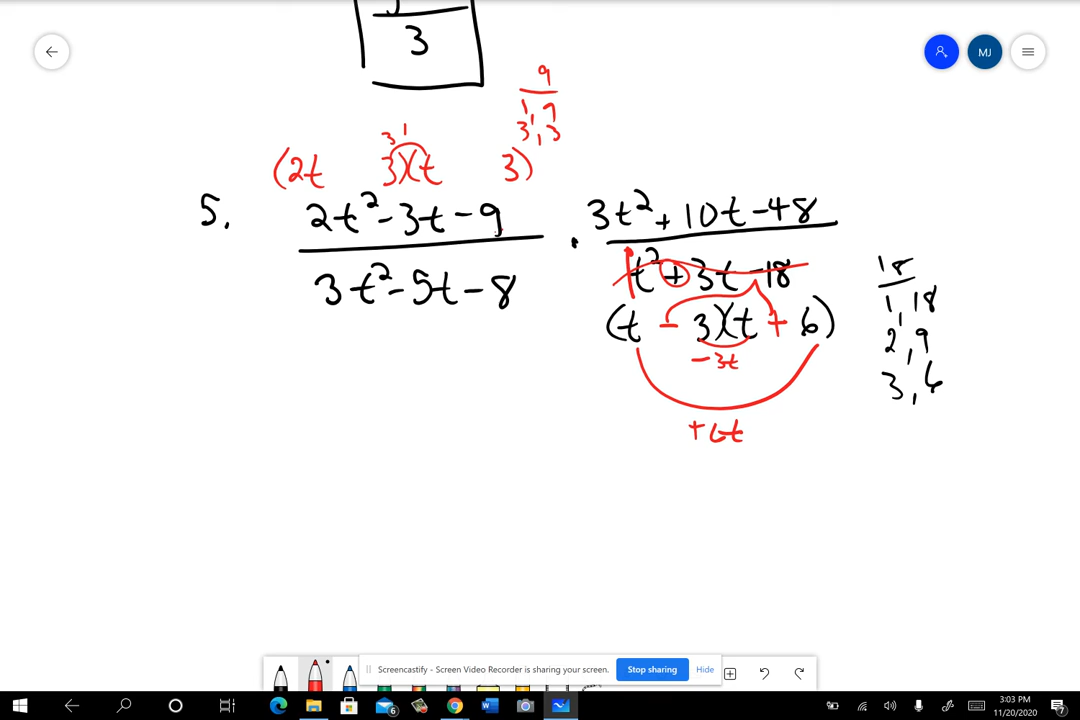 3
MJ
9
1, 9
3, 3
3 1
(2t 3)(t 3)
5.
2t² - 3t - 9
3t² - 5t - 8
·
3t² + 10t - 48
t² + 3t - 18
(t - 3)(t + 6)
- 3t
+ 6t
18
1, 18
2, 9
3, 6
Screencastify - Screen Video Recorder is sharing your screen.
Stop sharing
Hide
6
W
3:03 PM
11/20/2020
7